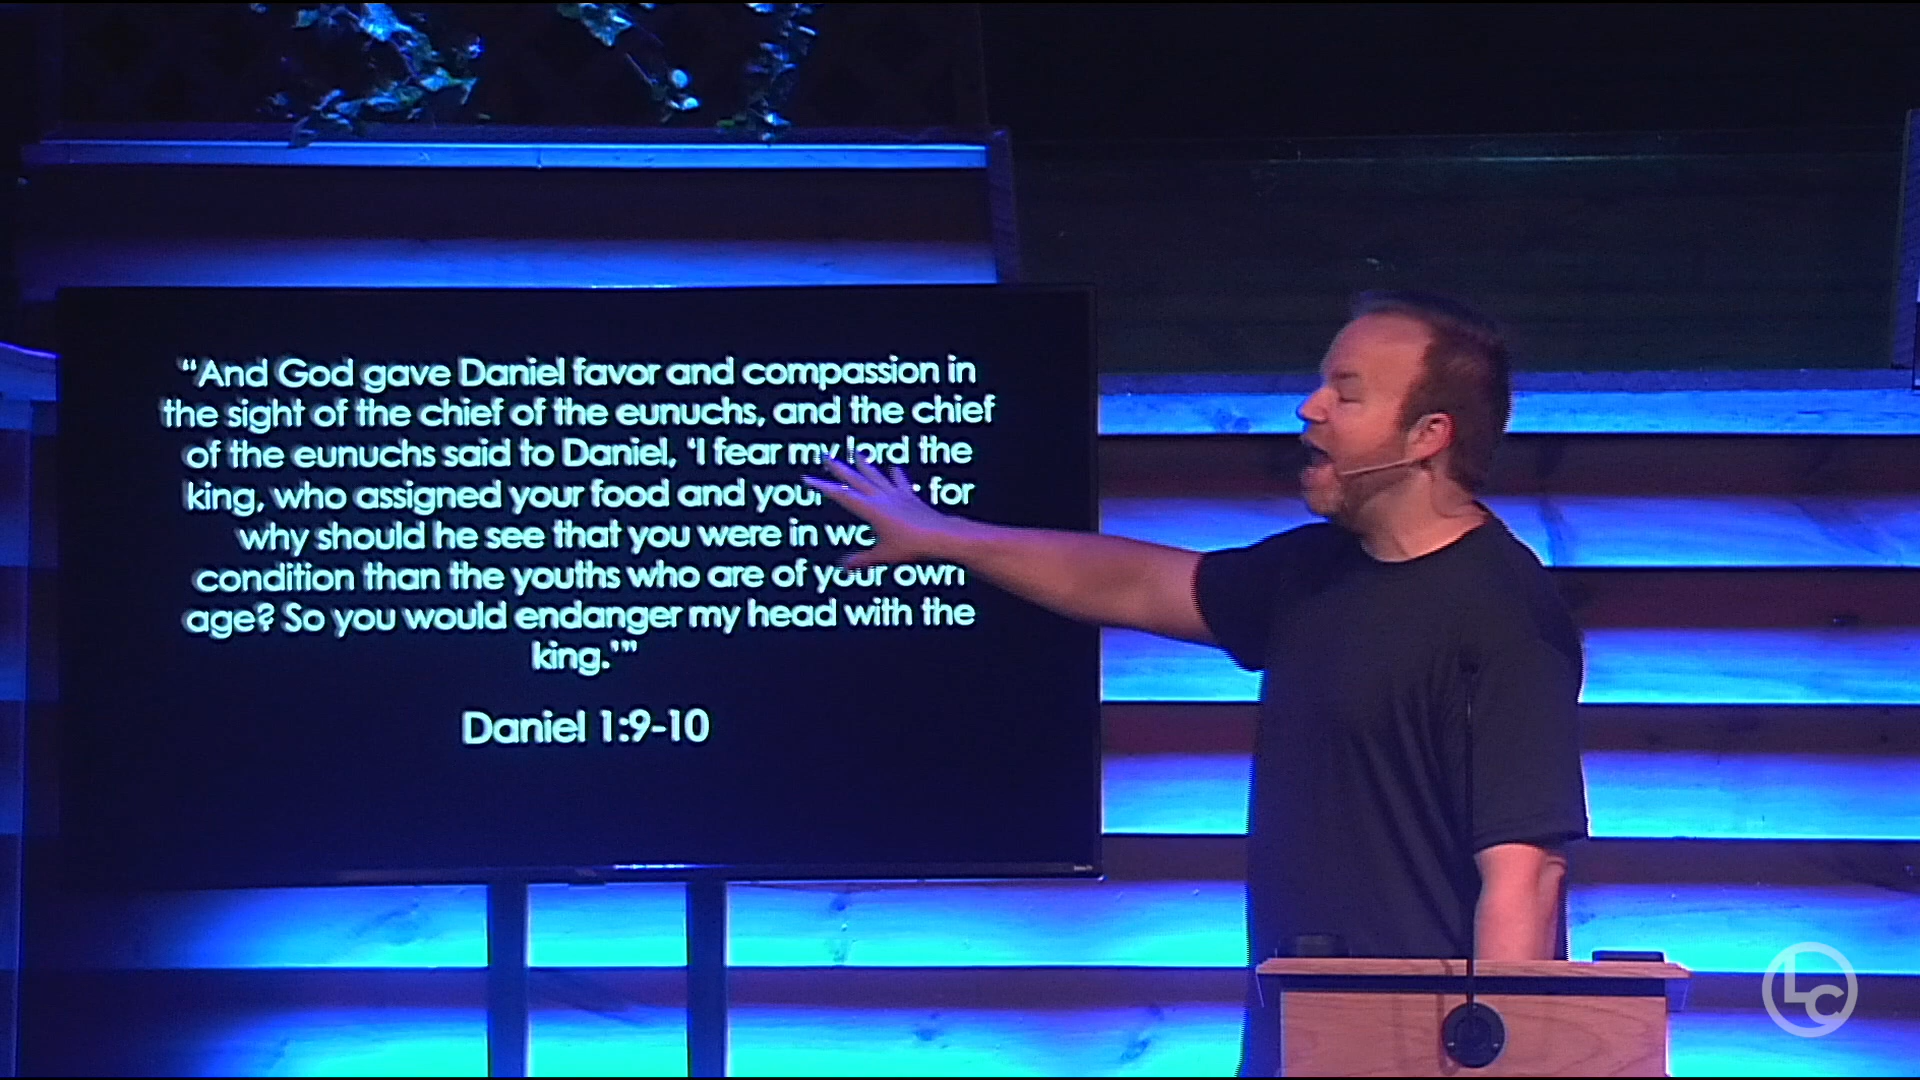 “And God gave Daniel favor and compassion in
the sight of the chief of the eunuchs, and the chief
of the eunuchs said to Daniel, ‘I fear my lord the
king, who assigned your food and your for
why should he see that you were in
condition than the youths who are of your own
age? So you would endanger my head with the
king.’”
Daniel 1:9-10
LC